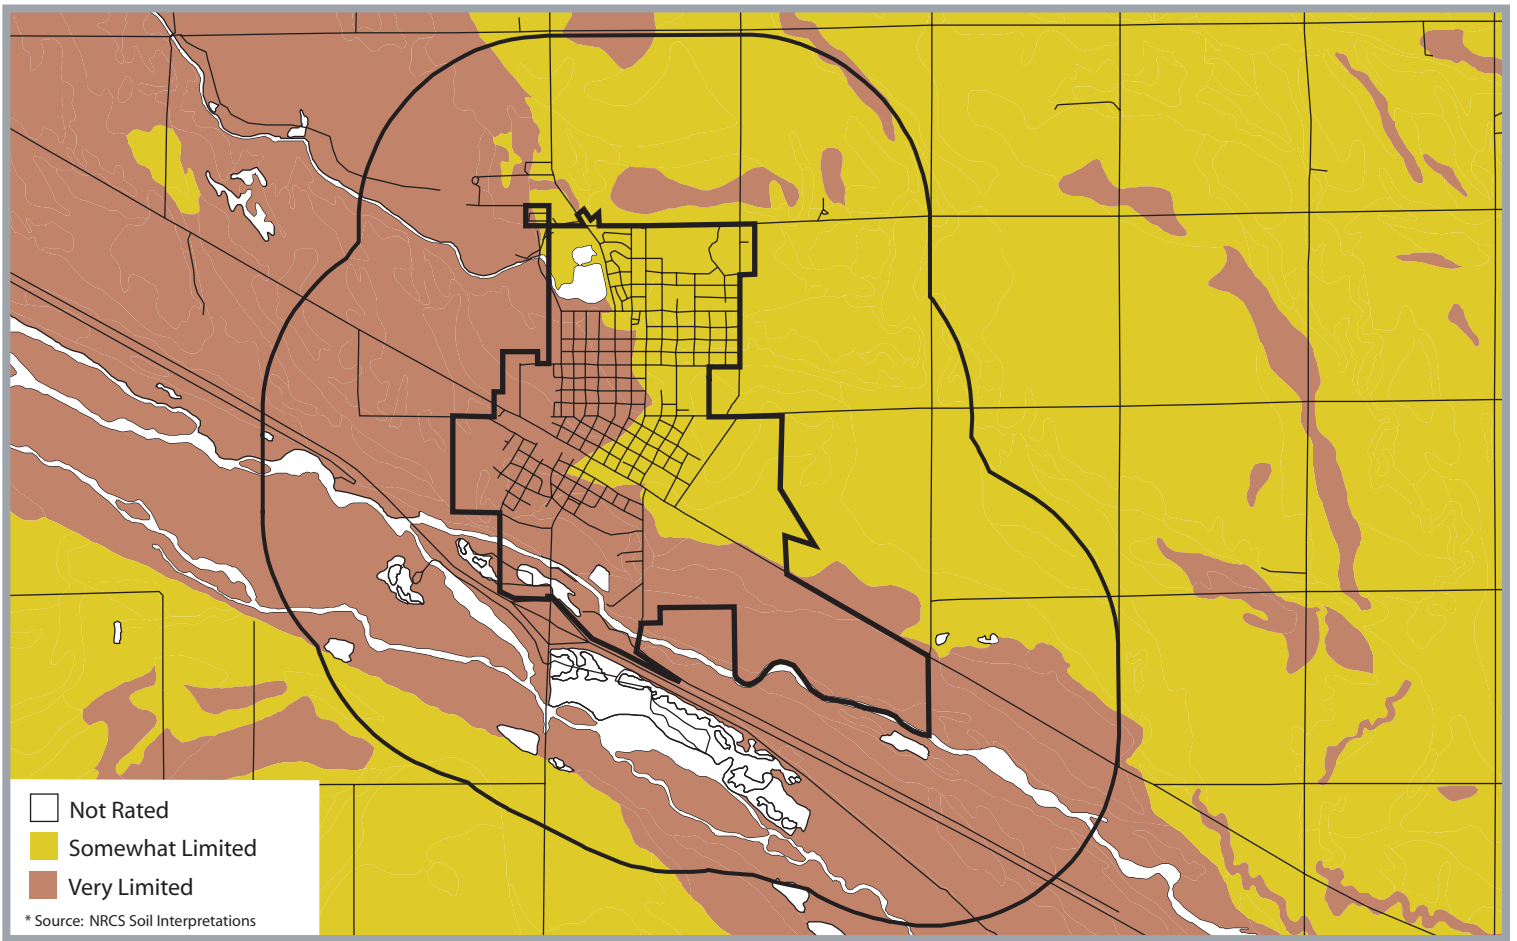 Not Rated
Somewhat Limited
Very Limited
* Source: NRCS Soil Interpretations